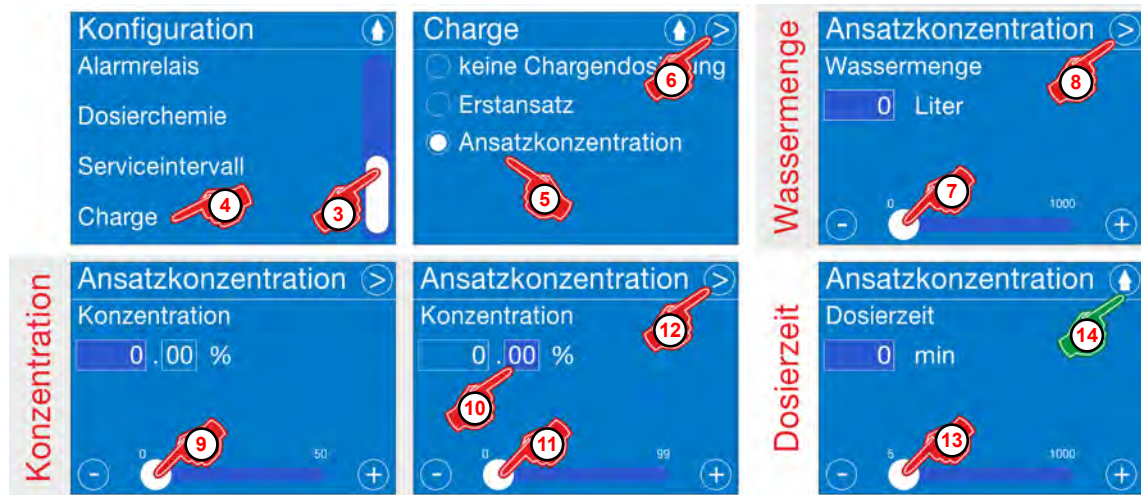 Konfiguration
Alarmrelais
Dosierchemie
Serviceintervall
Charge
4
3
Charge >
keine Chargendosierung
Erstansatz
Ansatzkonzentration
6
5
Wassermenge
Ansatzkonzentration >
Wassermenge
0 Liter
8
7
0 1000
- +
Konzentration
Ansatzkonzentration >
Konzentration
0 . 00 %
9
0 50
- +
Ansatzkonzentration >
Konzentration
0 . 00 %
12
10
11
0 99
- +
Dosierzeit
Ansatzkonzentration
Dosierzeit
0 min
14
13
5 1000
- +